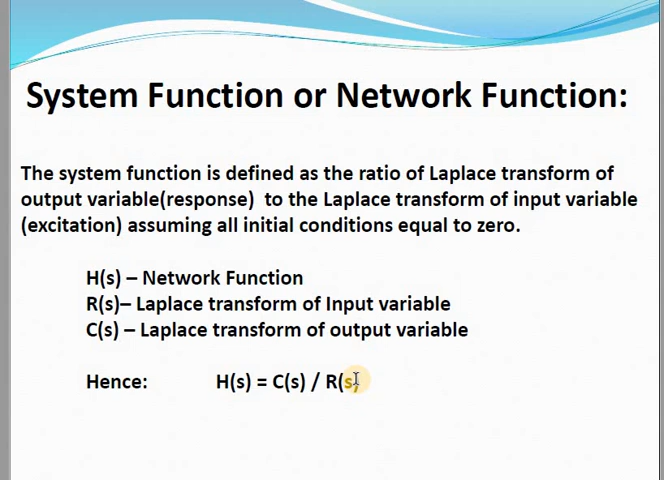 System Function or Network Function:
The system function is defined as the ratio of Laplace transform of
output variable(response) to the Laplace transform of input variable
(excitation) assuming all initial conditions equal to zero.
H(s) – Network Function
R(s)– Laplace transform of Input variable
C(s) – Laplace transform of output variable
Hence: H(s) = C(s) / R(s)